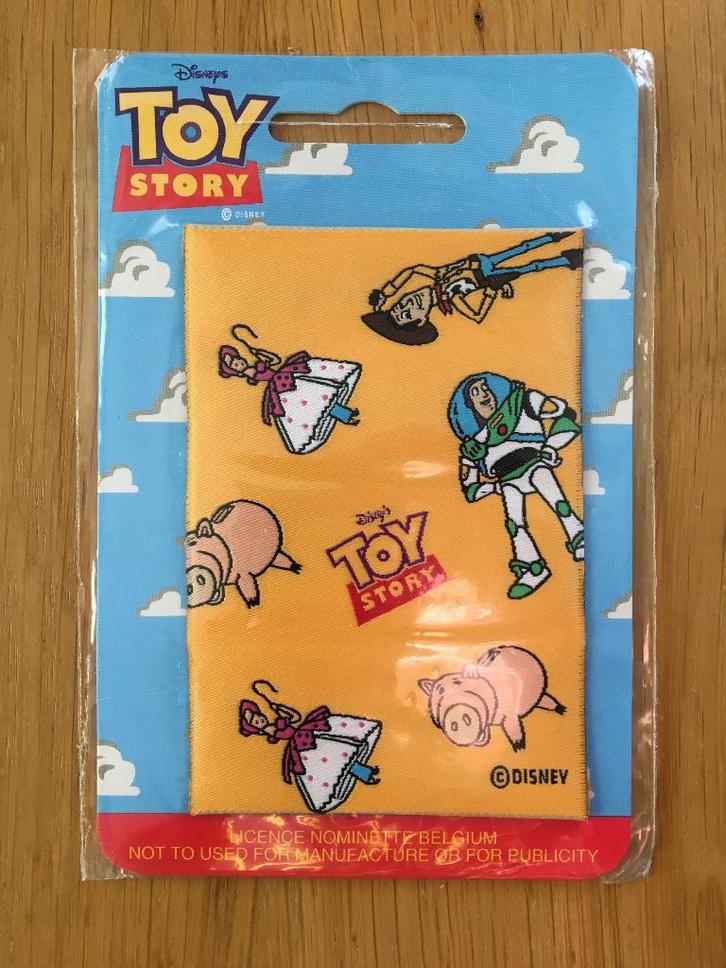 Disney's
TOY
STORY
© DISNEY
Disney's
TOY
STORY
© DISNEY
LICENCE NOMINETTE BELGIUM
NOT TO USED FOR MANUFACTURE OR FOR PUBLICITY